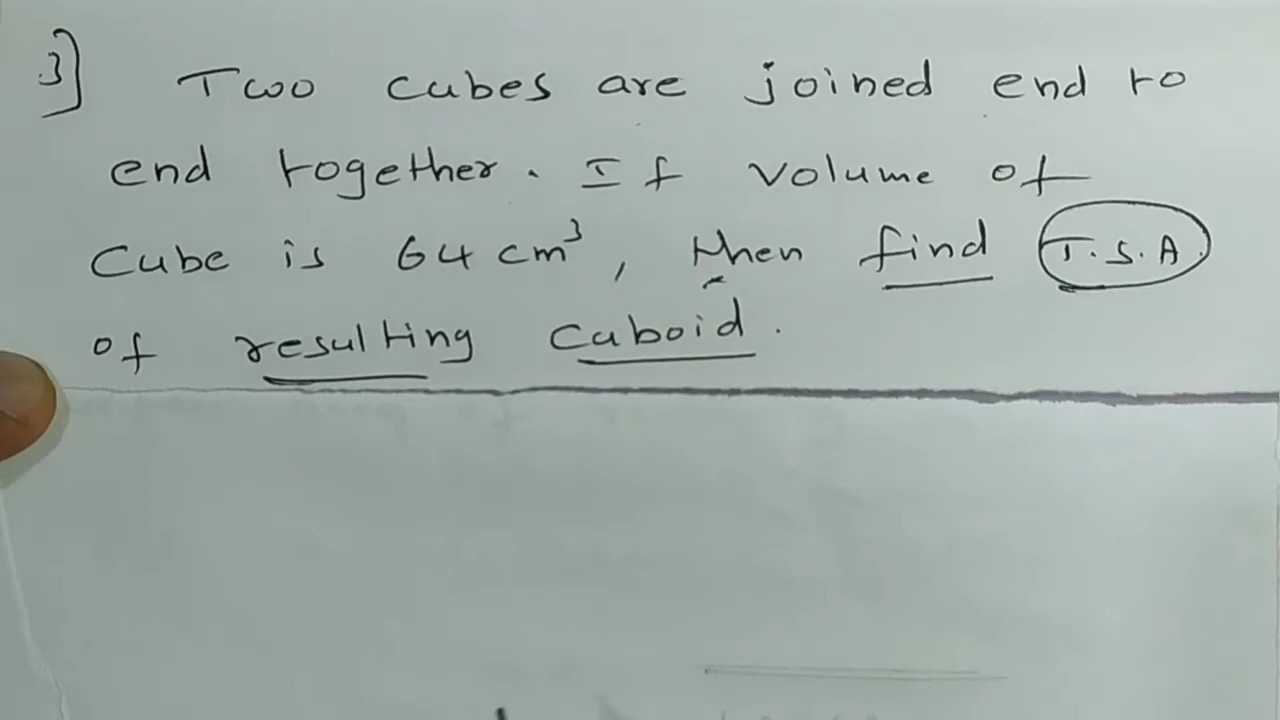 3] Two cubes are joined end to
end together. If volume of
Cube is 64 cm³, then find T.S.A.
of resulting cuboid.